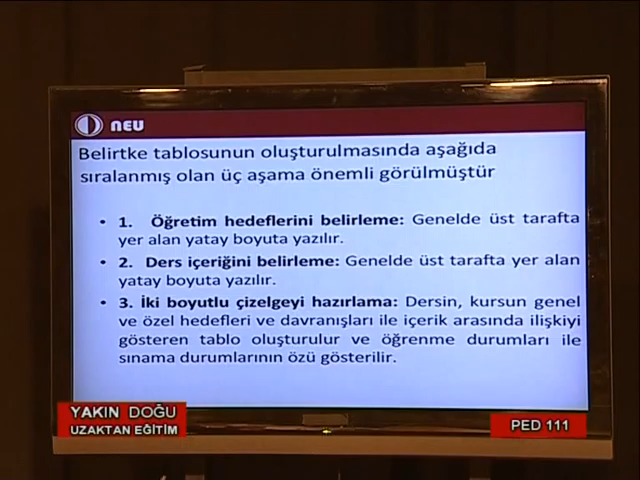 NEU
Belirtke tablosunun oluşturulmasında aşağıda
sıralanmış olan üç aşama önemli görülmüştür
• 1. Öğretim hedeflerini belirleme: Genelde üst tarafta
yer alan yatay boyuta yazılır.
• 2. Ders içeriğini belirleme: Genelde üst tarafta yer alan
yatay boyuta yazılır.
• 3. İki boyutlu çizelgeyi hazırlama: Dersin, kursun genel
ve özel hedefleri ve davranışları ile içerik arasında ilişkiyi
gösteren tablo oluşturulur ve öğrenme durumları ile
sınama durumlarının özü gösterilir.
YAKIN DOĞU
UZAKTAN EĞİTİM
PED 111